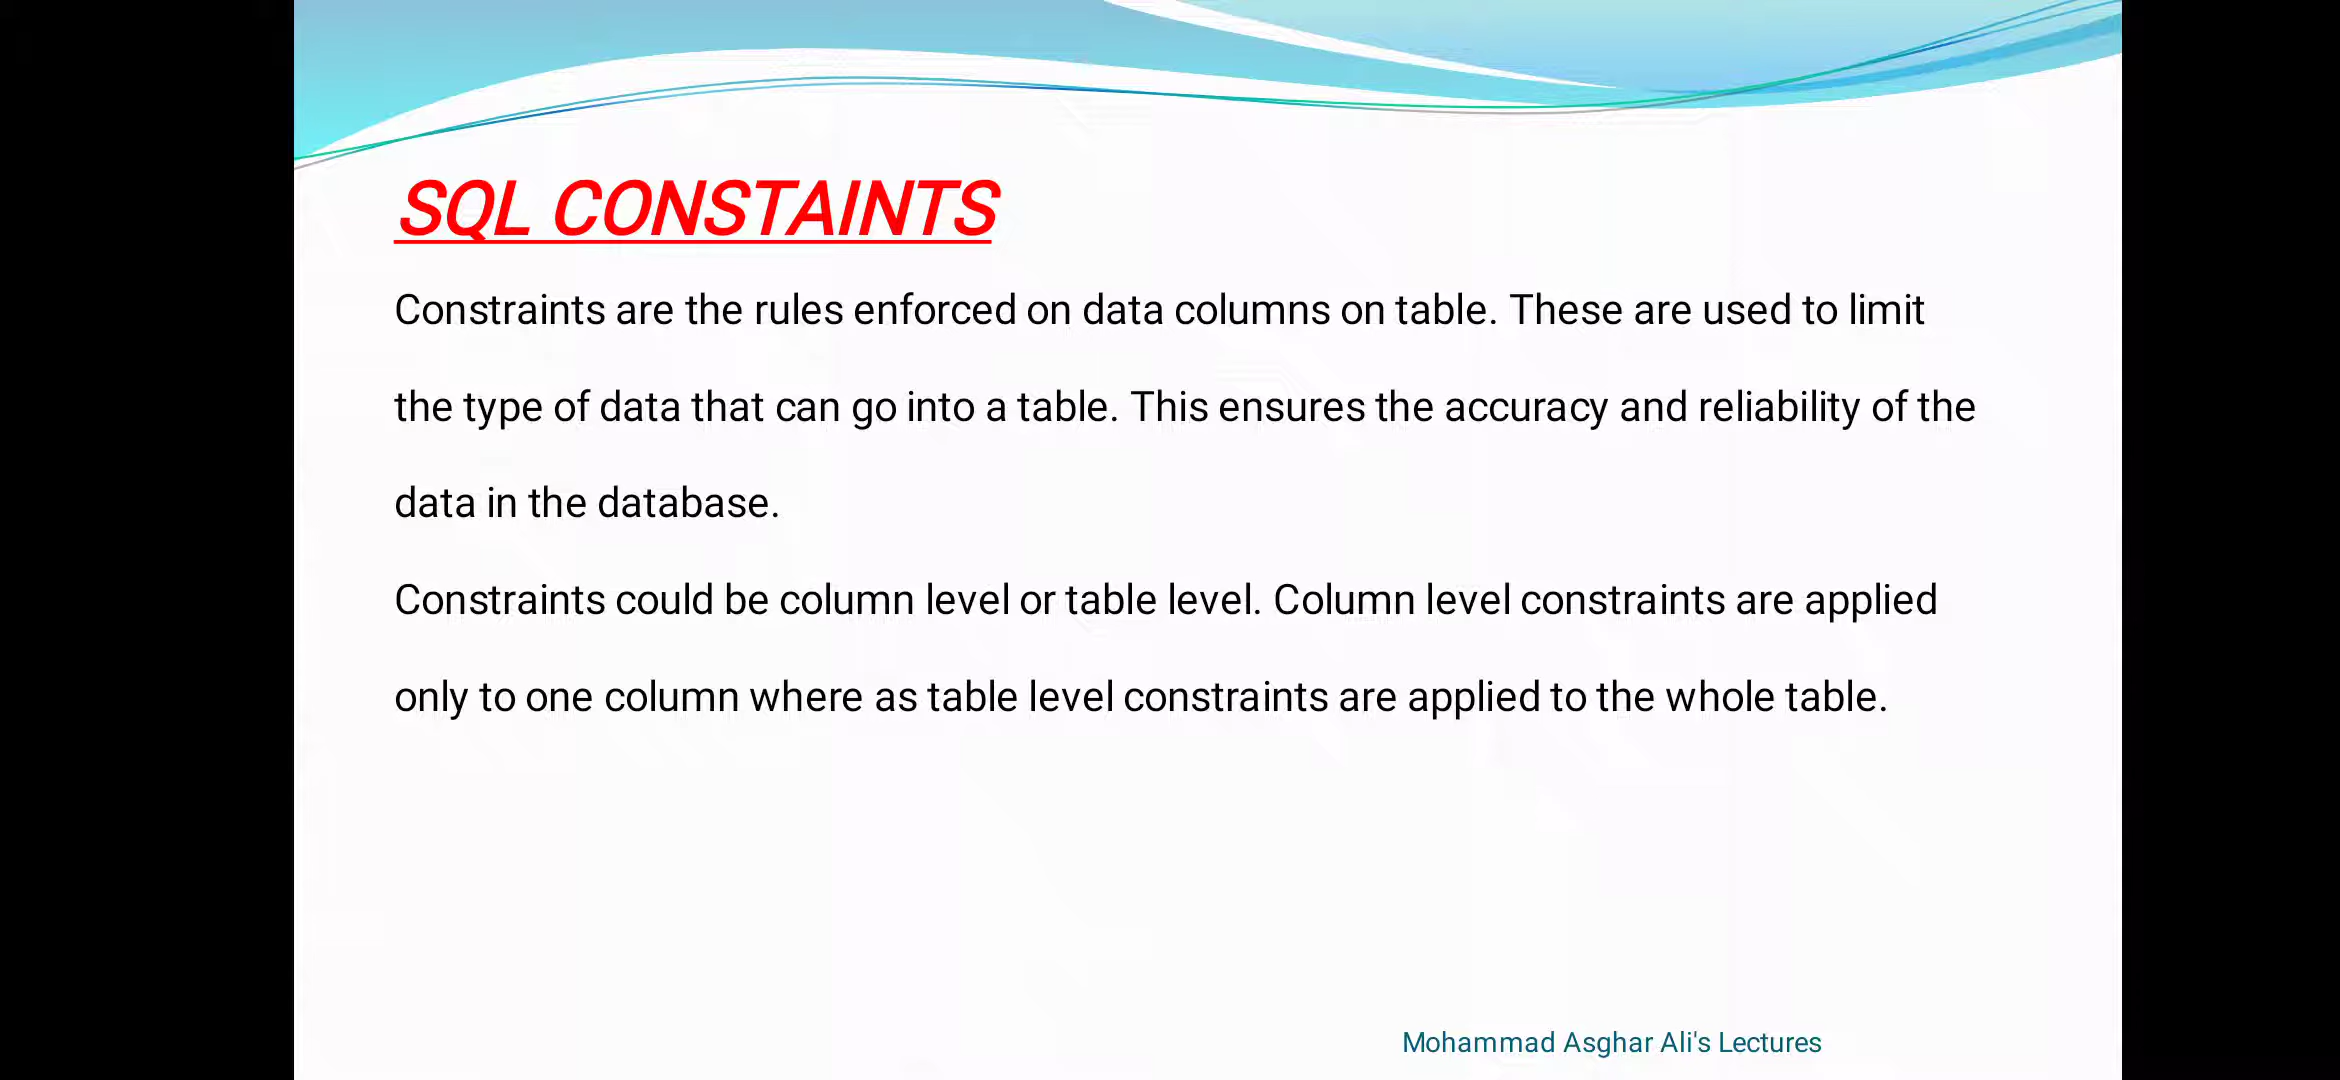 SQL CONSTAINTS
Constraints are the rules enforced on data columns on table. These are used to limit
the type of data that can go into a table. This ensures the accuracy and reliability of the
data in the database.
Constraints could be column level or table level. Column level constraints are applied
only to one column where as table level constraints are applied to the whole table.
Mohammad Asghar Ali's Lectures